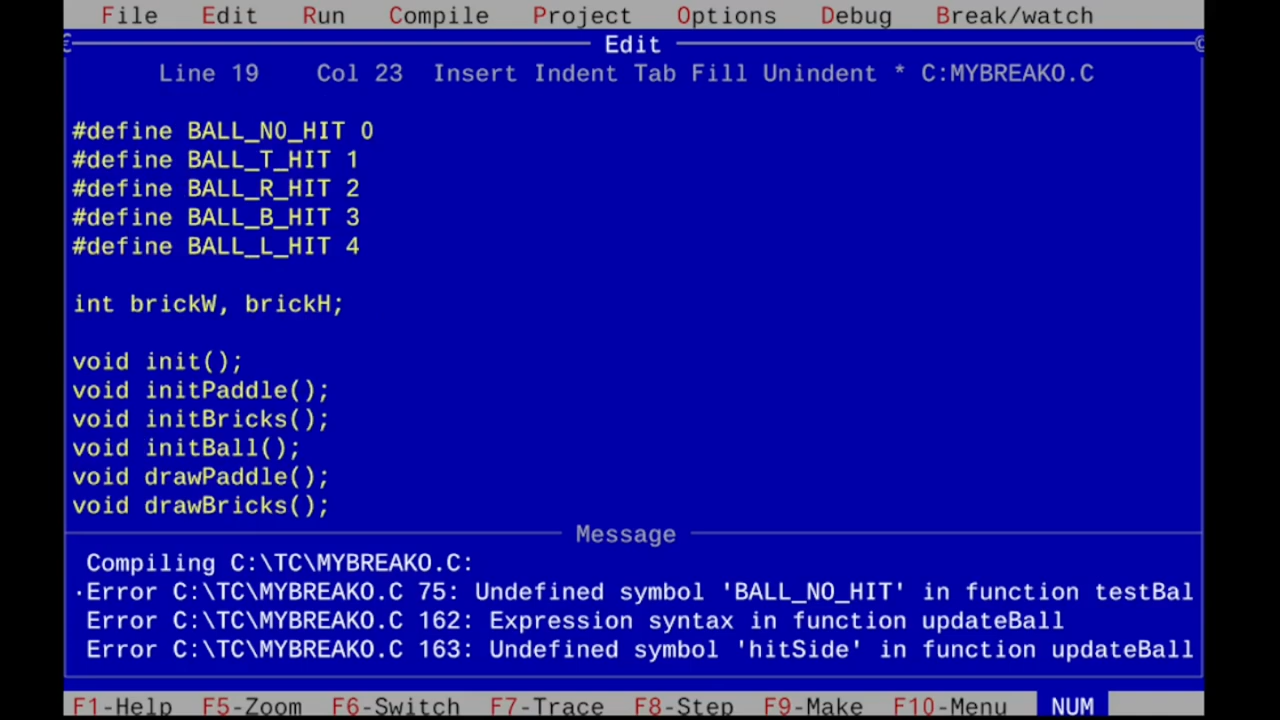 File Edit Run Compile Project Options Debug Break/watch
Edit
Line 19 Col 23 Insert Indent Tab Fill Unindent * C:MYBREAKO.C
#define BALL_N0_HIT 0
#define BALL_T_HIT 1
#define BALL_R_HIT 2
#define BALL_B_HIT 3
#define BALL_L_HIT 4
int brickW, brickH;
void init();
void initPaddle();
void initBricks();
void initBall();
void drawPaddle();
void drawBricks();
Message
Compiling C:\TC\MYBREAKO.C:
·Error C:\TC\MYBREAKO.C 75: Undefined symbol 'BALL_NO_HIT' in function testBal
Error C:\TC\MYBREAKO.C 162: Expression syntax in function updateBall
Error C:\TC\MYBREAKO.C 163: Undefined symbol 'hitSide' in function updateBall
F1-Help F5-Zoom F6-Switch F7-Trace F8-Step F9-Make F10-Menu NUM